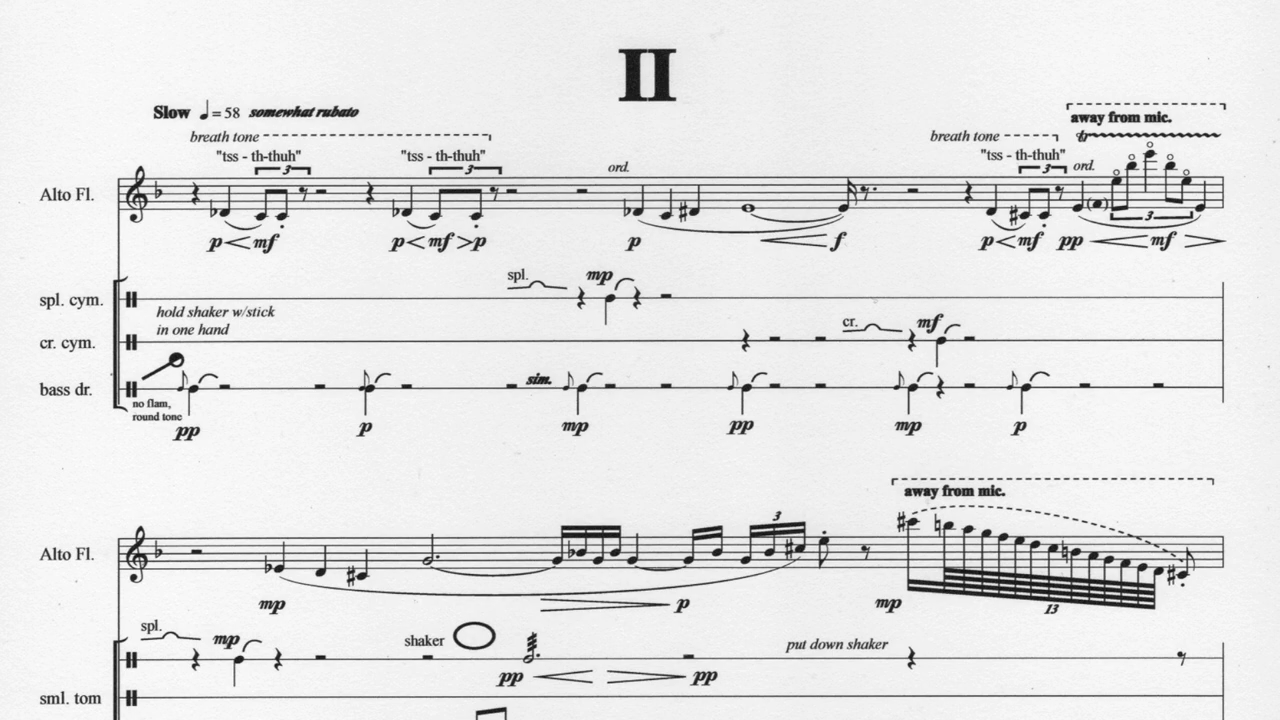 II
Slow ♩= 58 somewhat rubato
away from mic.
breath tone breath tone tr
"tss - th-thuh" "tss - th-thuh" "tss - th-thuh"
3 3 ord. 3 ord.
Alto Fl.
3
p mf p mf p p f p mf pp mf
spl. mp
spl. cym.
hold shaker w/stick
in one hand
cr. mf
cr. cym.
bass dr. sim.
no flam,
round tone
pp p mp pp mp p
away from mic.
3
Alto Fl.
mp p mp 13
spl. mp shaker put down shaker
pp pp
sml. tom